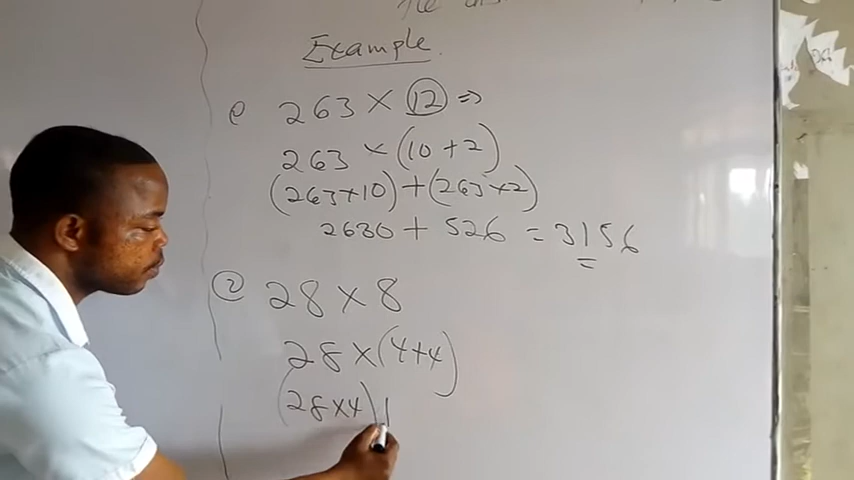 Example
① 263 × 12 ⇒
263 × (10 + 2)
(263 × 10) + (263 × 2)
2630 + 526 = 3156
② 28 × 8
28 × (4 + 4)
(28 × 4)